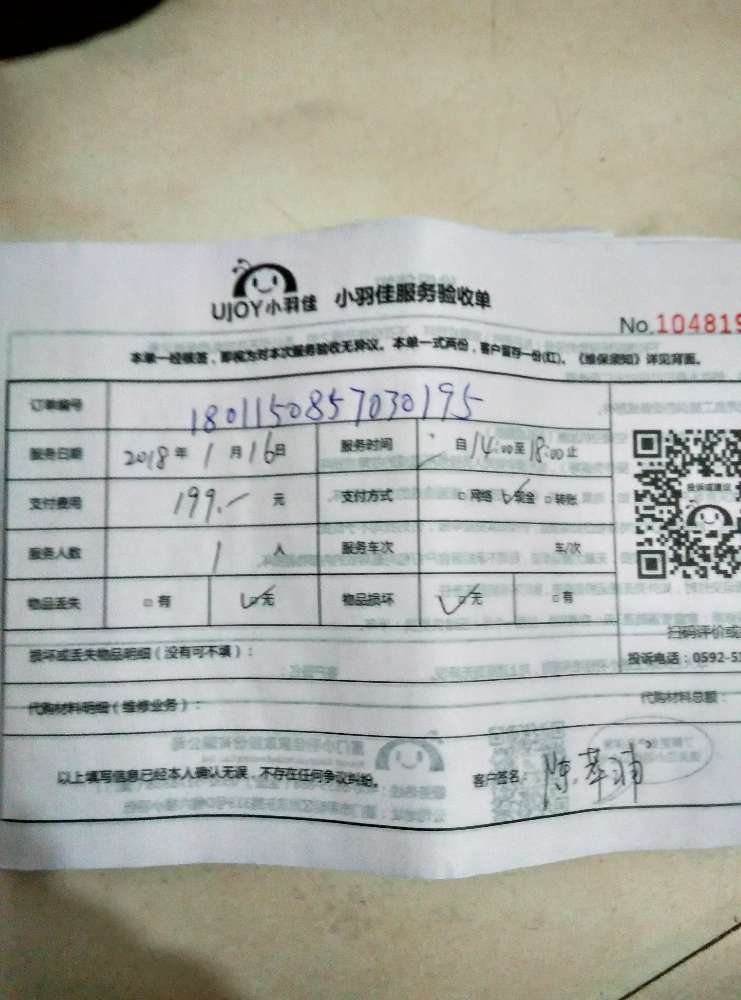 UJOY小羽佳 小羽佳服务验收单
No.104819
本单一经核签，即视为对本次服务验收无异议。本单一式两份，客户留存一份(红)。《维保须知》详见背面。
订单编号 1801150857030195
服务日期 2018年1月16日 服务时间 自14:00至18:00止
支付费用 199.- 元 支付方式 □网络 □现金 □转账
服务人数 1 人 服务车次 车/次
物品丢失 □有 □无 物品损坏 □无 □有
投诉或建议
扫码评价或
损坏或丢失物品明细（没有可不填）：
投诉电话：0592-5
代购材料明细（维修业务）：
代购材料总额：
以上填写信息已经本人确认无误，不存在任何争议纠纷。 客户签名： 陈